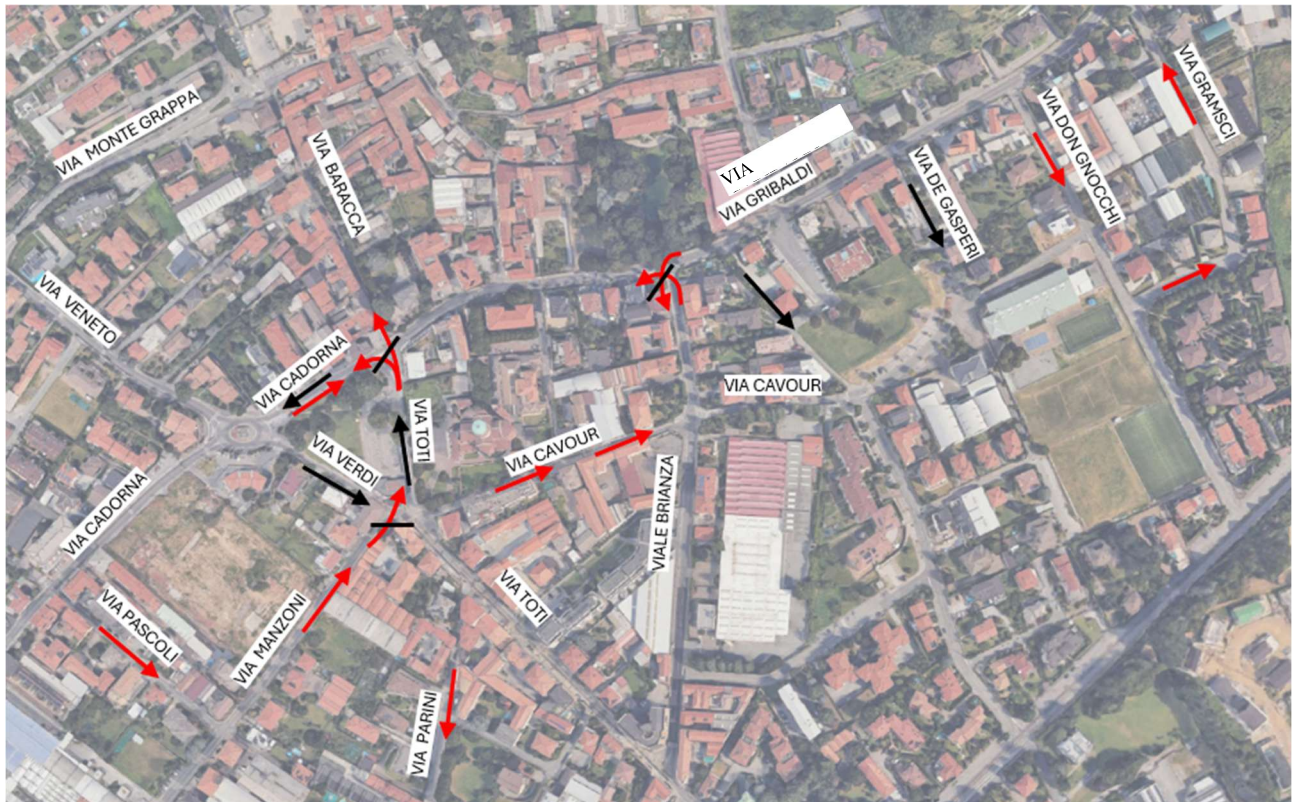 VIA MONTE GRAPPA
VIA BARACCA
VIA
VIA GRIBALDI
VIA DE GASPERI
VIA DON GNOCCHI
VIA GRAMSCI
VIA VENETO
VIA CADORNA
VIA TOTI
VIA VERDI
VIA CAVOUR
VIA CAVOUR
VIA CADORNA
VIALE BRIANZA
VIA TOTI
VIA PASCOLI
VIA MANZONI
VIA PARINI